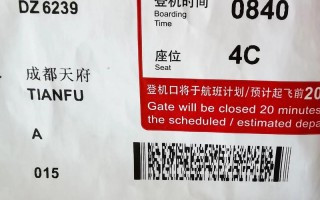 DZ 6239
登机时间 0840
Boarding
Time
座位 4C
Seat
成都天府
TIANFU
登机口将于航班计划/预计起飞前20
Gate will be closed 20 minutes
the scheduled / estimated depa
A
015